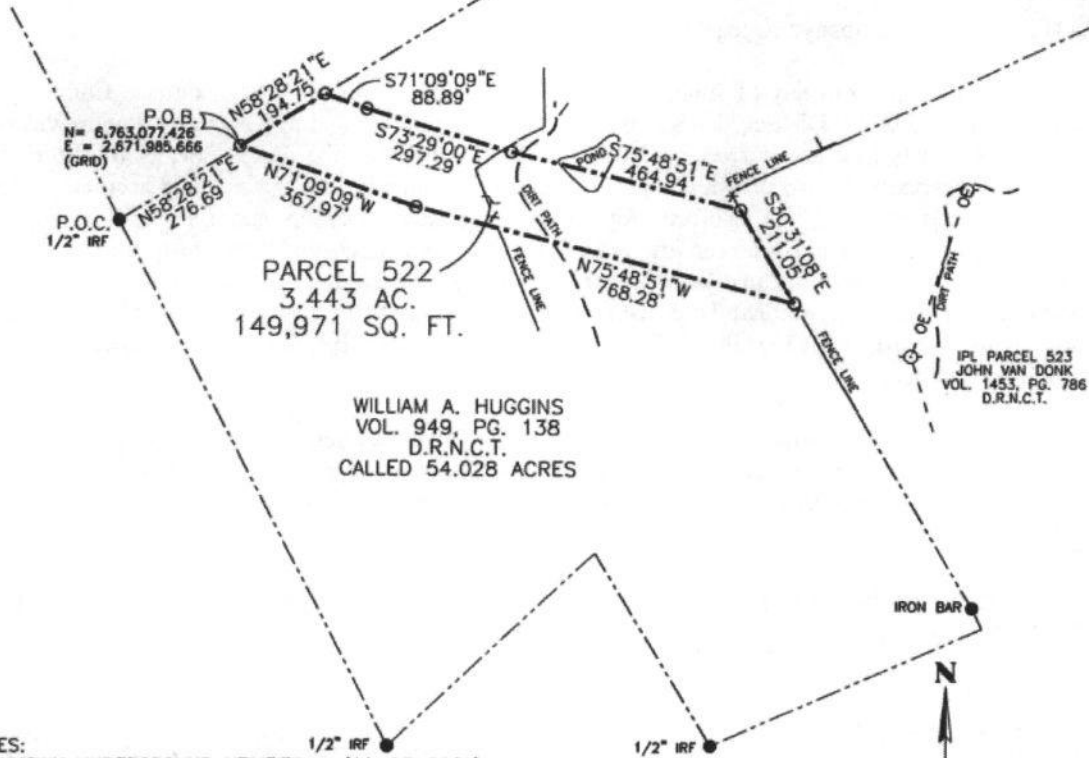 N58°28'21"E
194.75
S71°09'09"E
88.89'
P.O.B.
N= 6,763,077.426
E = 2,671,985.666
(GRID)
S73°29'00"E
297.29
POND
S75°48'51"E
464.94
FENCE LINE
N58°28'21"E
276.69
P.O.C.
1/2" IRF
N71°09'09"W
367.97'
DIRT PATH
S30°31'08"E
211.05'
OE
PARCEL 522
3.443 AC.
149,971 SQ. FT.
FENCE LINE
N75°48'51"W
768.28'
DIRT PATH
OE
FENCE LINE
IPL PARCEL 523
JOHN VAN DONK
VOL. 1453, PG. 786
D.R.N.C.T.
WILLIAM A. HUGGINS
VOL. 949, PG. 138
D.R.N.C.T.
CALLED 54.028 ACRES
IRON BAR
N
1/2" IRF
1/2" IRF
ES: